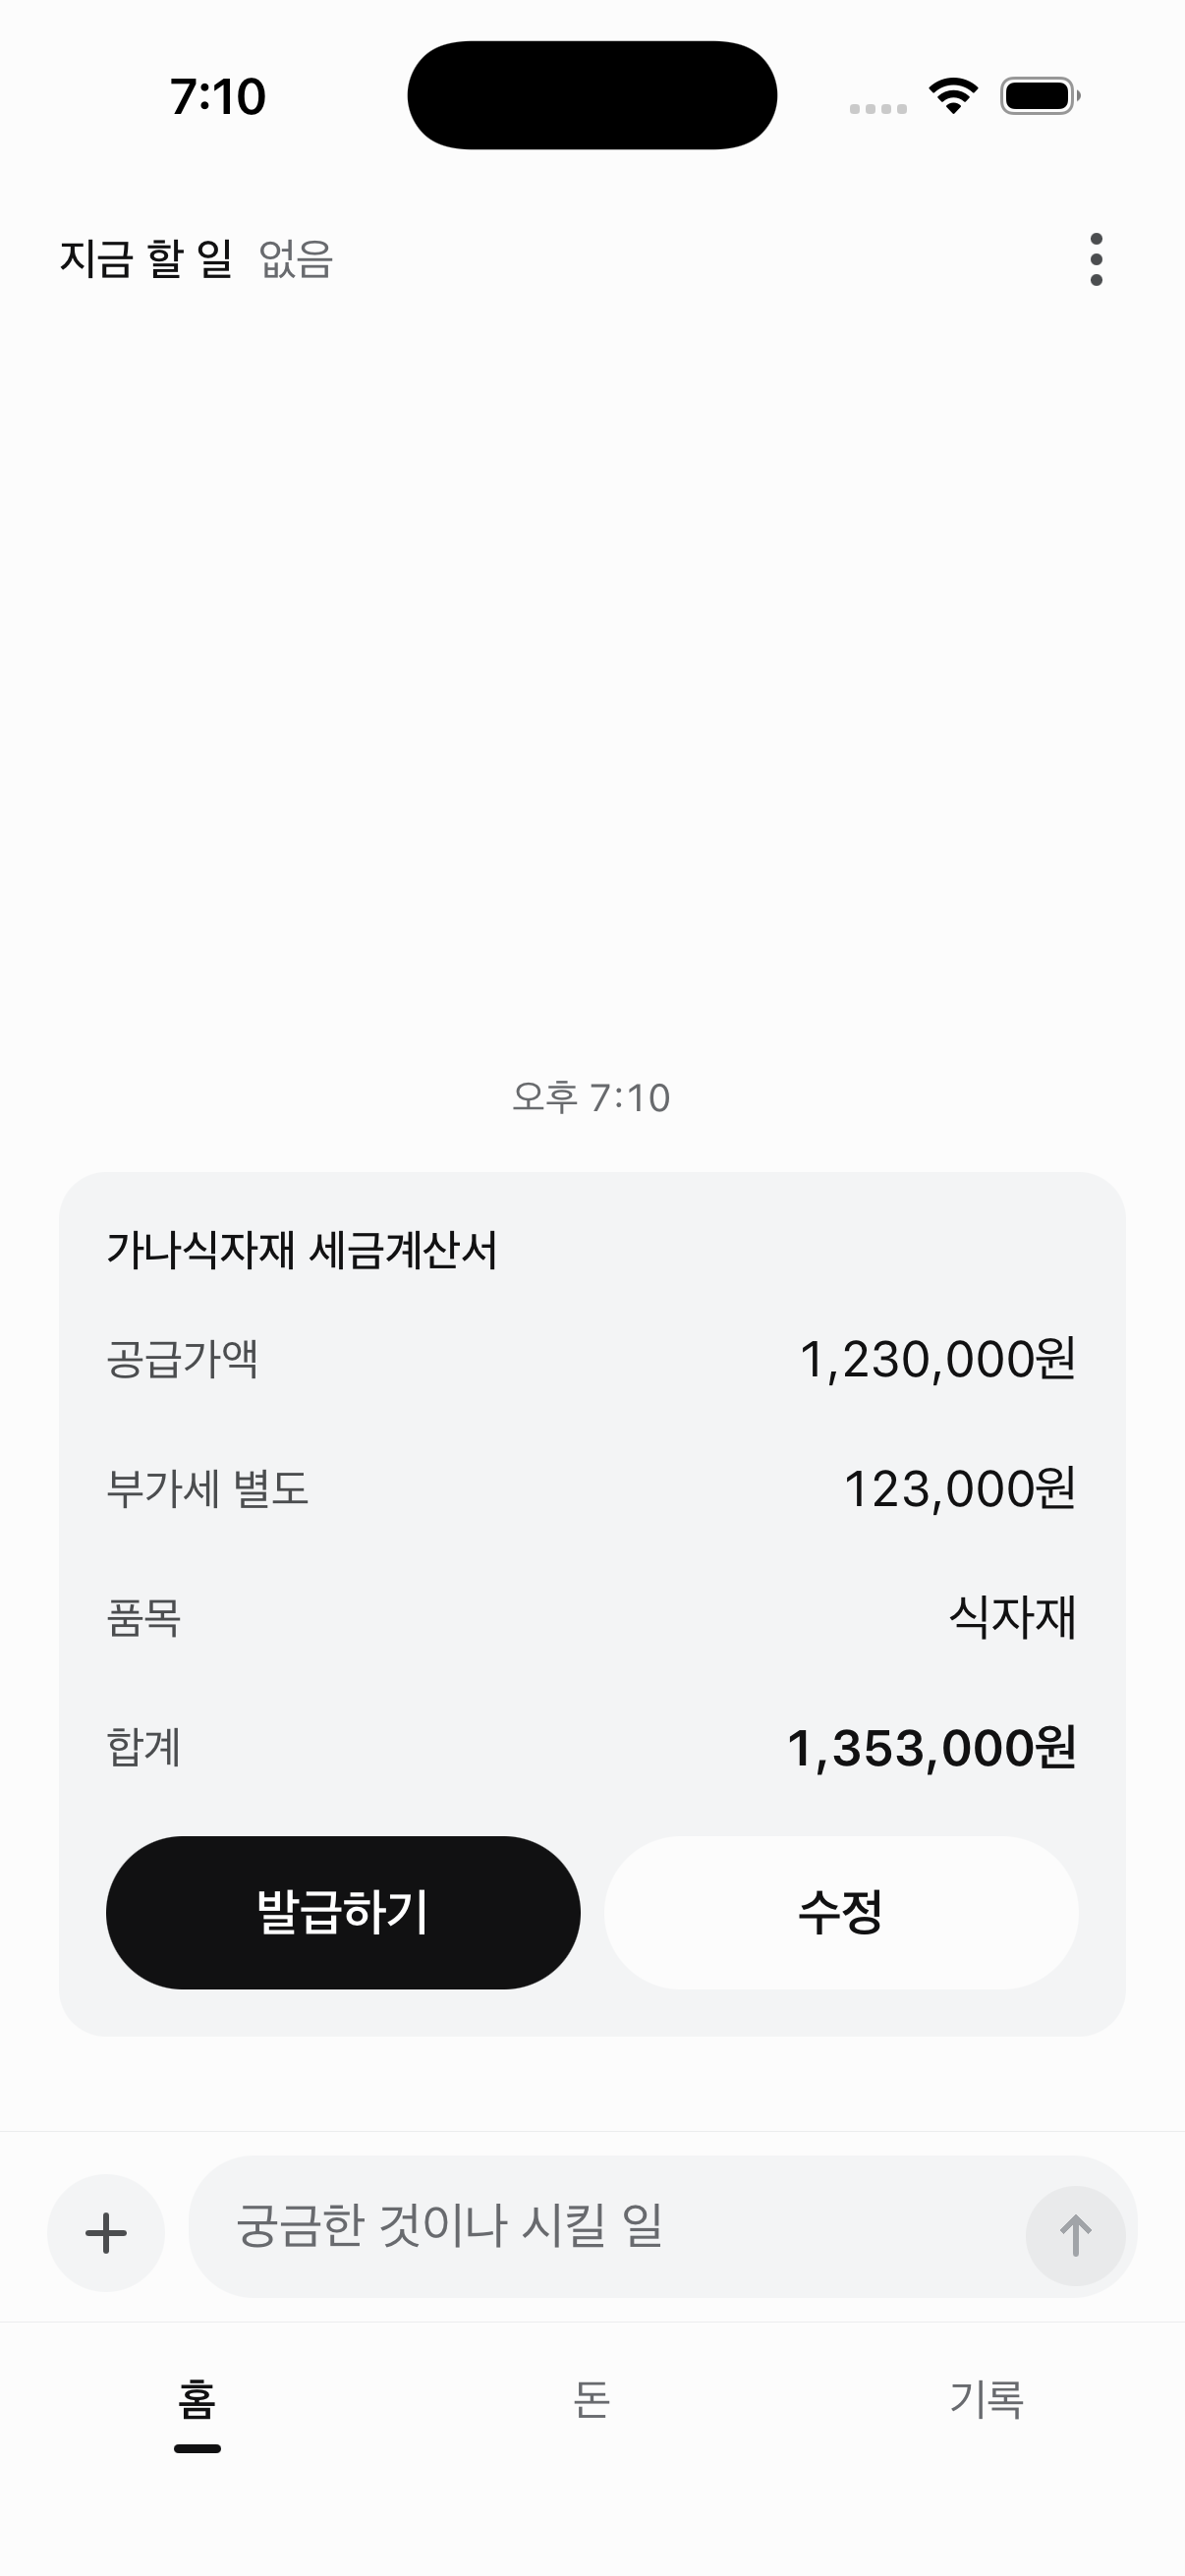 7:10
지금 할 일 없음
오후 7:10
가나식자재 세금계산서
공급가액 1,230,000원
부가세 별도 123,000원
품목 식자재
합계 1,353,000원
발급하기 수정
궁금한 것이나 시킬 일
홈 돈 기록